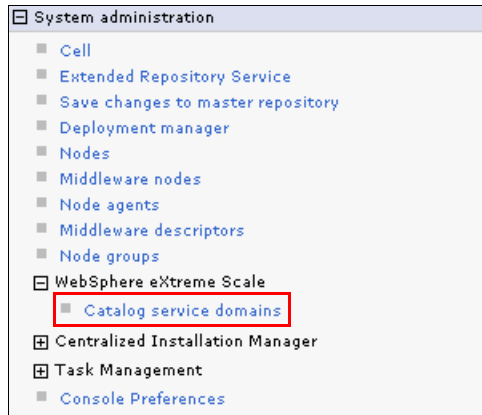 System administration
Cell
Extended Repository Service
Save changes to master repository
Deployment manager
Nodes
Middleware nodes
Node agents
Middleware descriptors
Node groups
WebSphere eXtreme Scale
Catalog service domains
Centralized Installation Manager
Task Management
Console Preferences